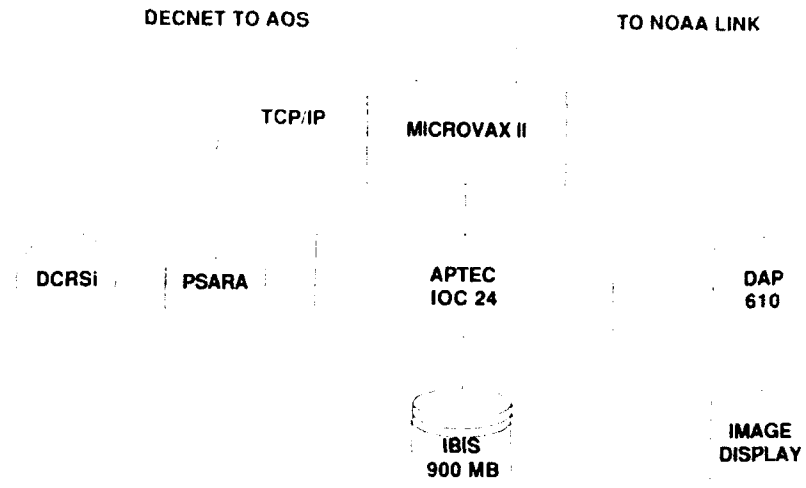 DECNET TO AOS
TO NOAA LINK
TCP/IP
MICROVAX II
DCRSi
PSARA
APTEC
IOC 24
DAP
610
IBIS
900 MB
IMAGE
DISPLAY